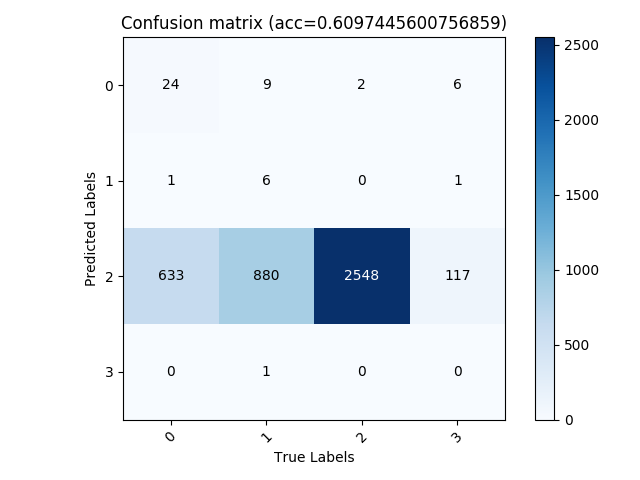 Confusion matrix (acc=0.6097445600756859)
Predicted Labels
0 24 9 2 6
1 1 6 0 1
2 633 880 2548 117
3 0 1 0 0
0 1 2 3
True Labels
2500
2000
1500
1000
500
0